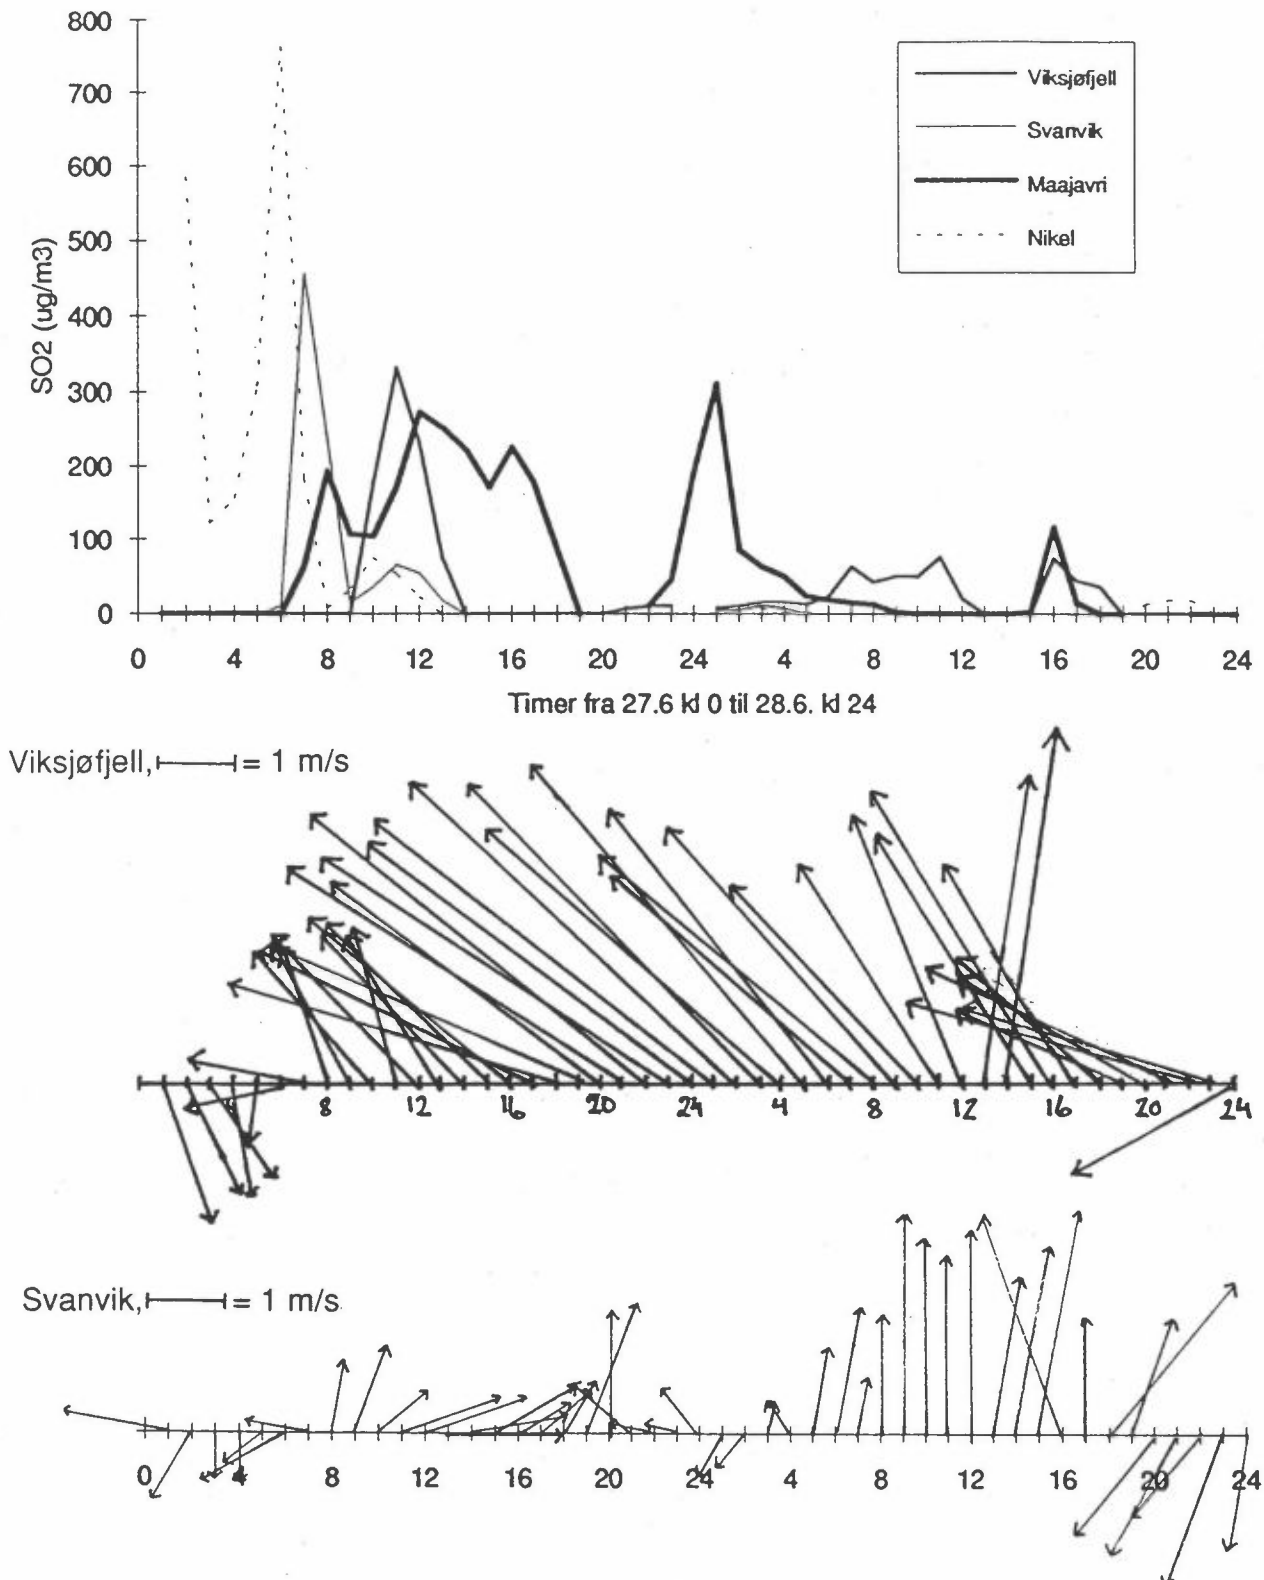 800
700
600
500
400
300
200
100
0
SO2 (ug/m3)
Viksjøfjell
Svanvik
Maajavri
Nikel
0 4 8 12 16 20 24 4 8 12 16 20 24
Timer fra 27.6 kl 0 til 28.6. kl 24
Viksjøfjell, = 1 m/s
8 12 16 20 24 4 8 12 16 20 24
Svanvik, = 1 m/s
0 4 8 12 16 20 24 4 8 12 16 20 24